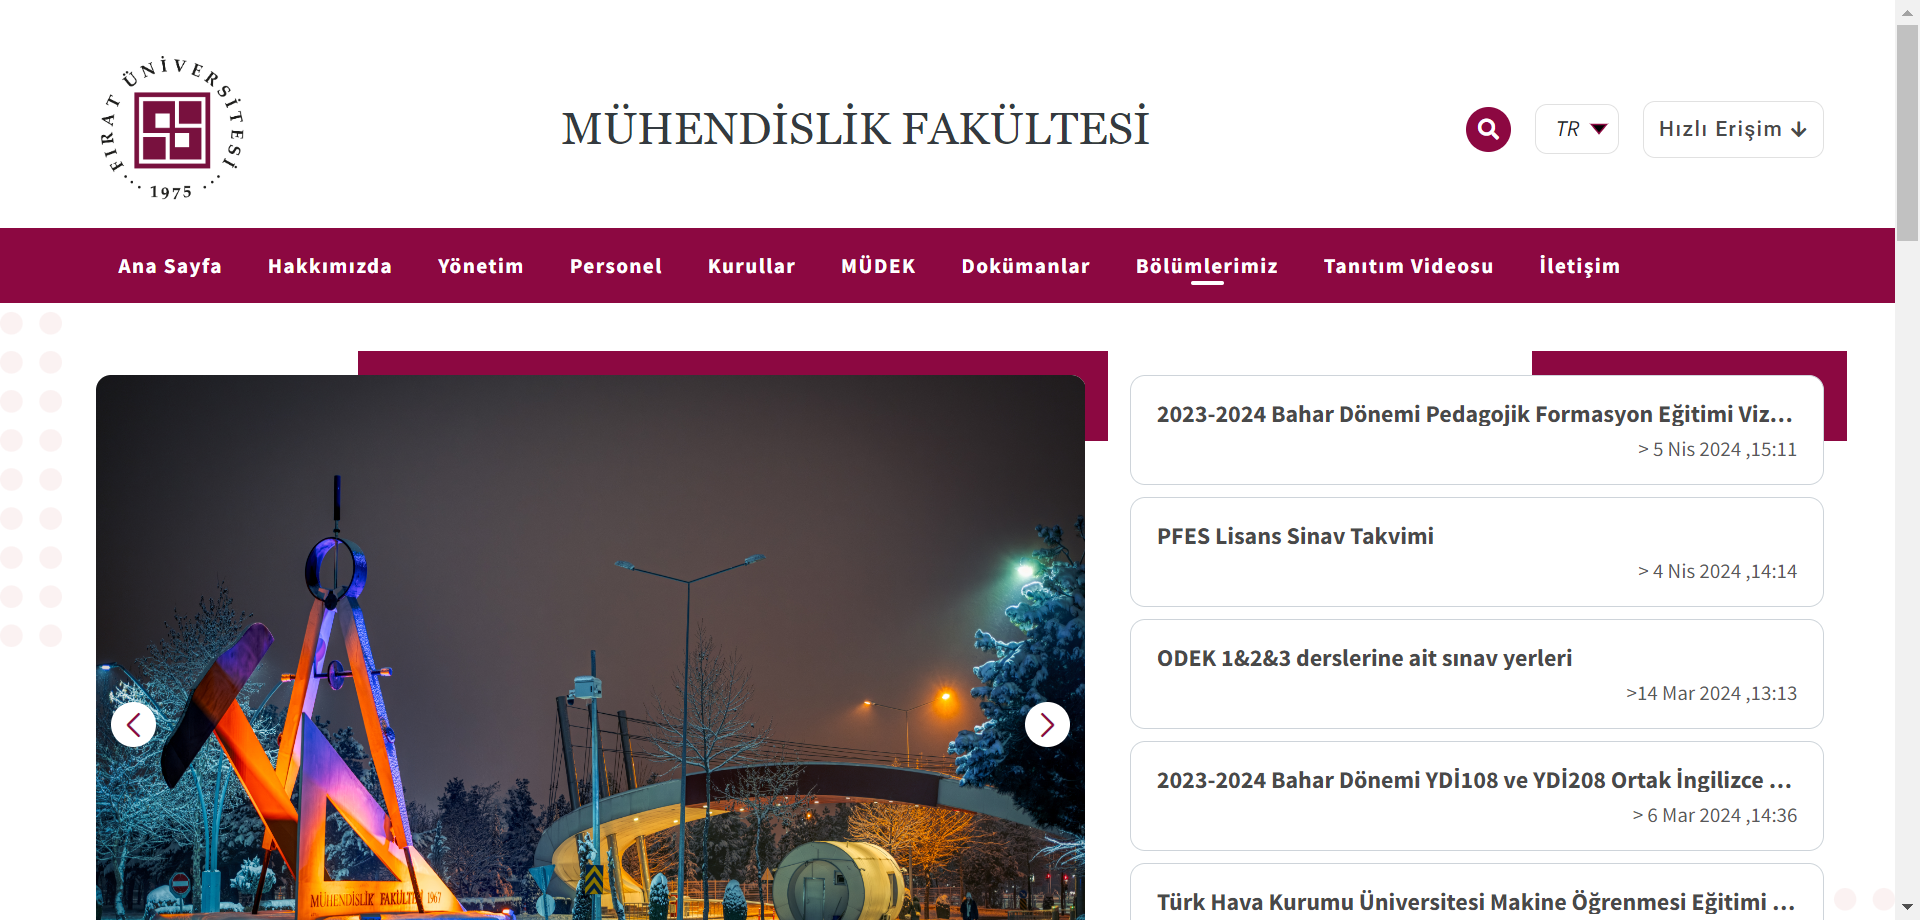 FIRAT ÜNİVERSİTESİ
1975
MÜHENDİSLİK FAKÜLTESİ
TR
Hızlı Erişim
Ana Sayfa
Hakkımızda
Yönetim
Personel
Kurullar
MÜDEK
Dokümanlar
Bölümlerimiz
Tanıtım Videosu
İletişim
MÜHENDİSLİK FAKÜLTESİ 1967
2023-2024 Bahar Dönemi Pedagojik Formasyon Eğitimi Viz...
> 5 Nis 2024 ,15:11
PFES Lisans Sinav Takvimi
> 4 Nis 2024 ,14:14
ODEK 1&2&3 derslerine ait sınav yerleri
>14 Mar 2024 ,13:13
2023-2024 Bahar Dönemi YDİ108 ve YDİ208 Ortak İngilizce ...
> 6 Mar 2024 ,14:36
Türk Hava Kurumu Üniversitesi Makine Öğrenmesi Eğitimi ...